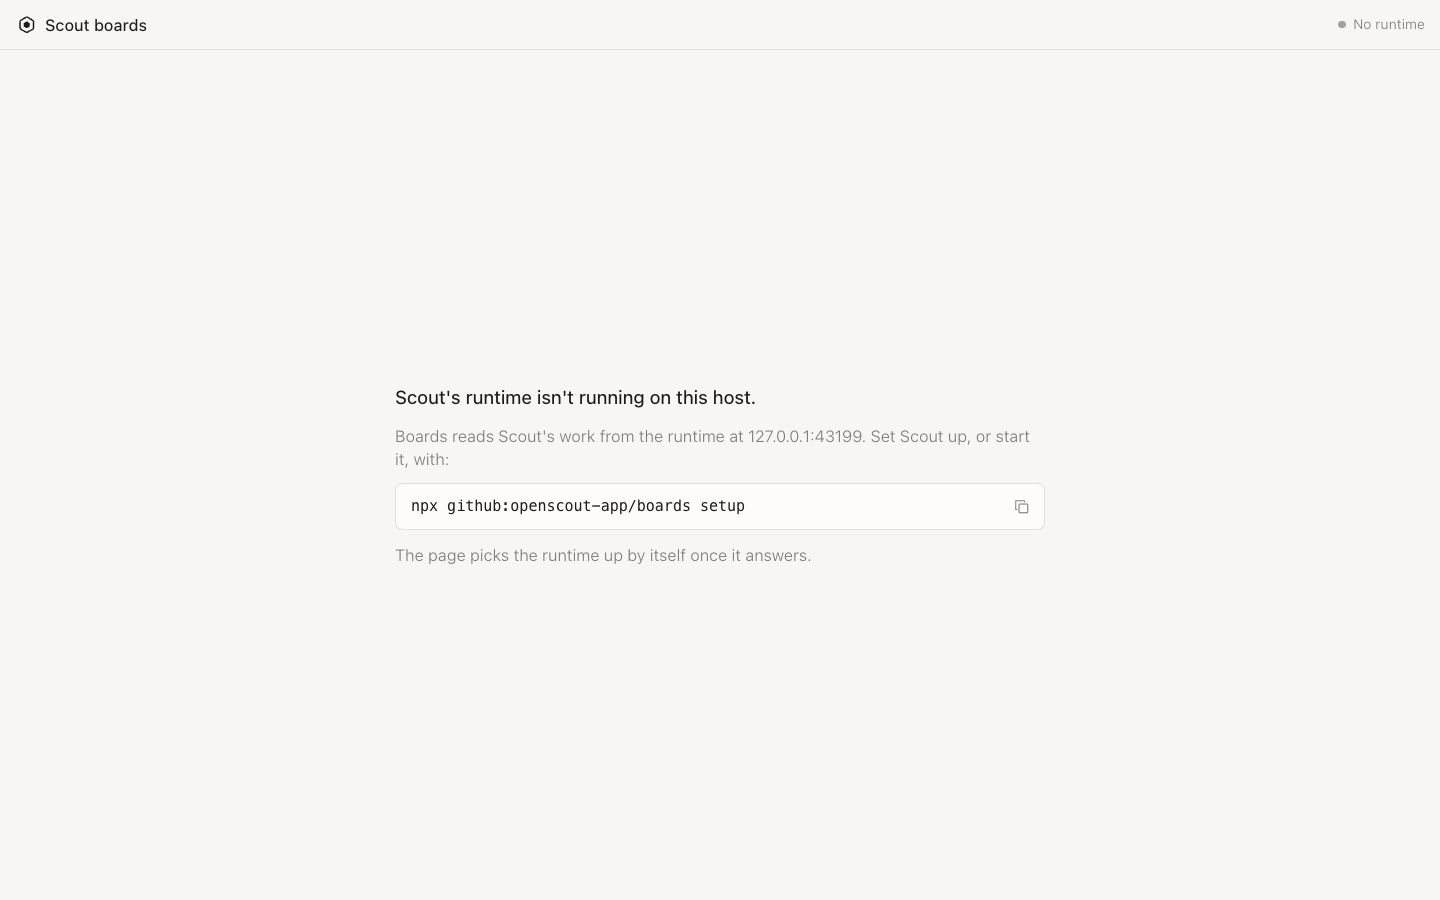 Scout boards
No runtime
Scout's runtime isn't running on this host.
Boards reads Scout's work from the runtime at 127.0.0.1:43199. Set Scout up, or start
it, with:
npx github:openscout-app/boards setup
The page picks the runtime up by itself once it answers.